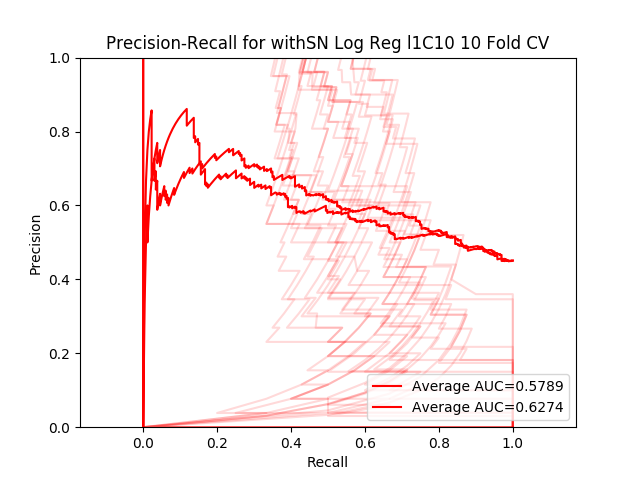 Precision-Recall for withSN Log Reg l1C10 10 Fold CV
1.0
0.8
0.6
0.4
0.2
0.0
Precision
0.0 0.2 0.4 0.6 0.8 1.0
Recall
Average AUC=0.5789
Average AUC=0.6274